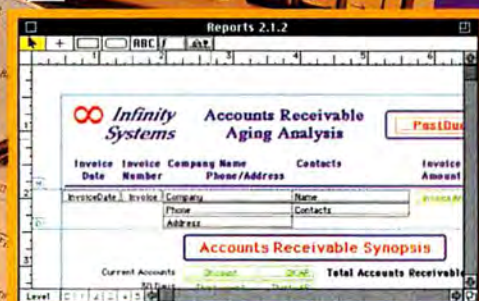 Reports 2.1.2
ABC
Infinity Systems
Accounts Receivable Aging Analysis
PastDu
Invoice Date
Invoice Number
Company Name
Phone/Address
Contacts
Invoice Amount
InvoiceDate
Invoice
Company
Name
Phone
Contacts
Address
Accounts Receivable Synopsis
Current Accounts
Total Accounts Receivable
Level